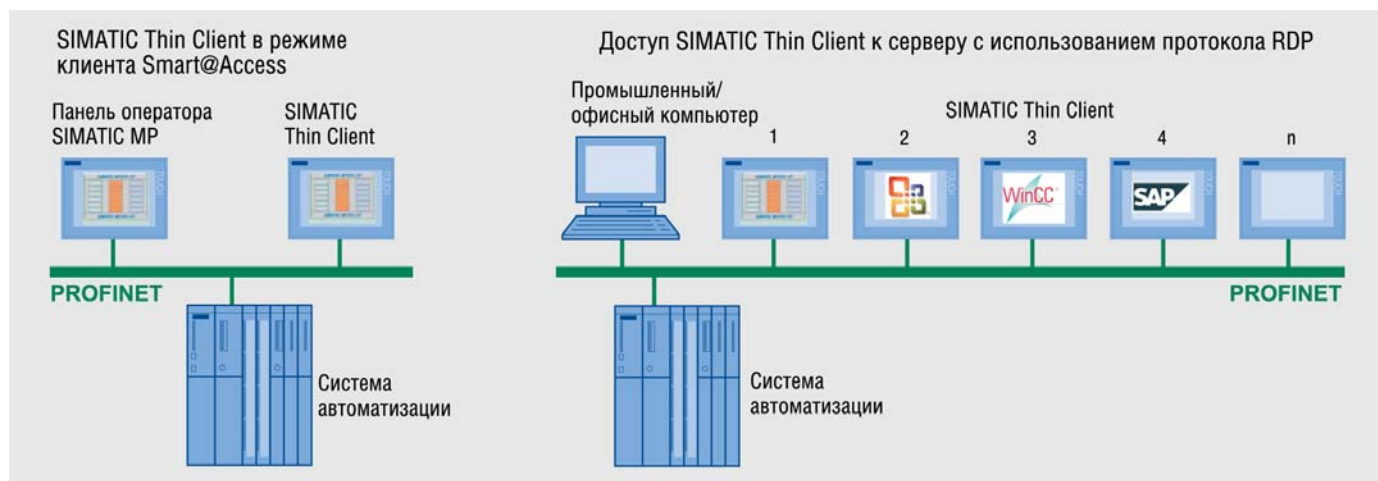 SIMATIC Thin Client в режиме
клиента Smart@Access
Панель оператора
SIMATIC MP
SIMATIC
Thin Client
PROFINET
Система
автоматизации
Доступ SIMATIC Thin Client к серверу с использованием протокола RDP
Промышленный/
офисный компьютер
SIMATIC Thin Client
1
2
3
4
n
TOUCH
WinCC
SAP
PROFINET
Система
автоматизации